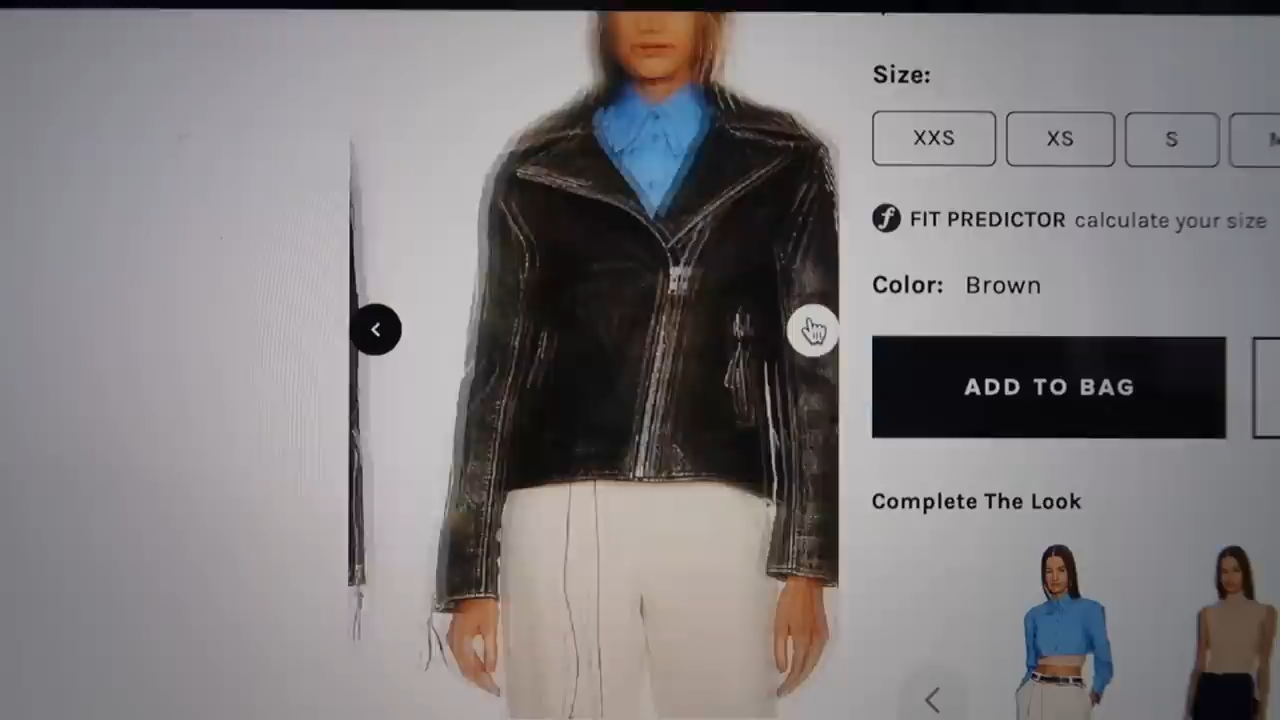 Size:
XXS XS S
FIT PREDICTOR calculate your size
Color: Brown
ADD TO BAG
Complete The Look